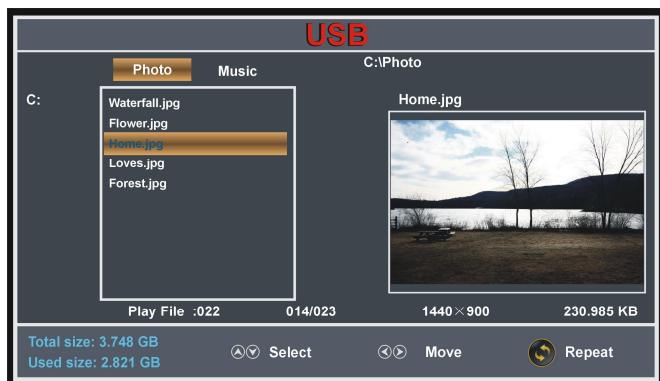 USB
Photo Music C:\Photo
C: Home.jpg
Waterfall.jpg
Flower.jpg
Home.jpg
Loves.jpg
Forest.jpg
Play File :022 014/023 1440×900 230.985 KB
Total size: 3.748 GB
Used size: 2.821 GB
Select Move Repeat